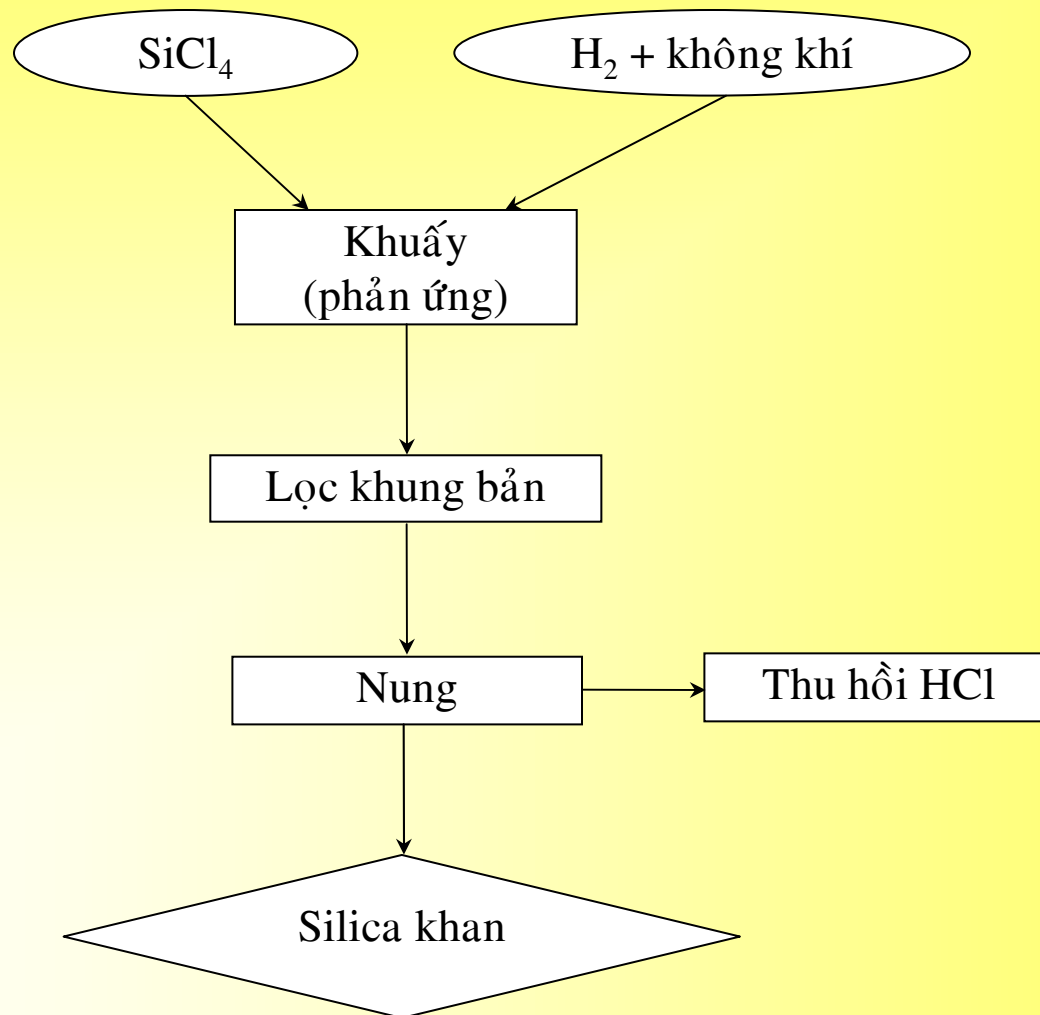 SiCl₄
H₂ + không khí
Khuấy
(phản ứng)
Lọc khung bản
Nung
Thu hồi HCl
Silica khan